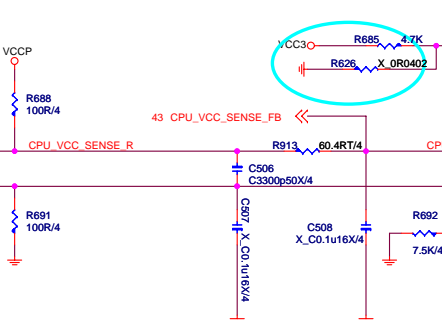 VCC3
R685
4.7K
VCCP
R626
X_0R0402
R688
100R/4
43 CPU_VCC_SENSE_FB
CPU_VCC_SENSE_R
R913
60.4RT/4
CP
C506
C3300p50X/4
R691
100R/4
C507
X_C0.1u16X/4
C508
X_C0.1u16X/4
R692
7.5K/4